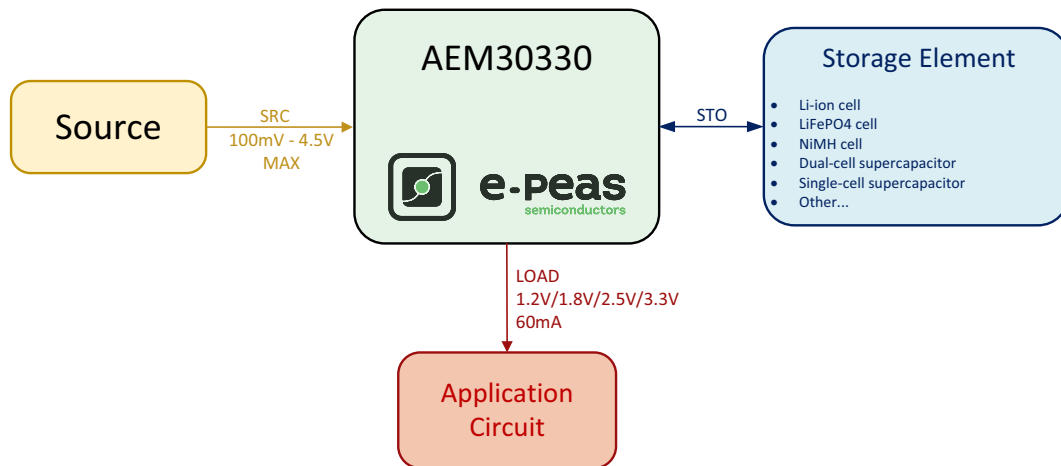 AEM30330
e-peas
semiconductors
Source
SRC
100mV - 4.5V
MAX
STO
Storage Element
• Li-ion cell
• LiFePO4 cell
• NiMH cell
• Dual-cell supercapacitor
• Single-cell supercapacitor
• Other...
LOAD
1.2V/1.8V/2.5V/3.3V
60mA
Application
Circuit